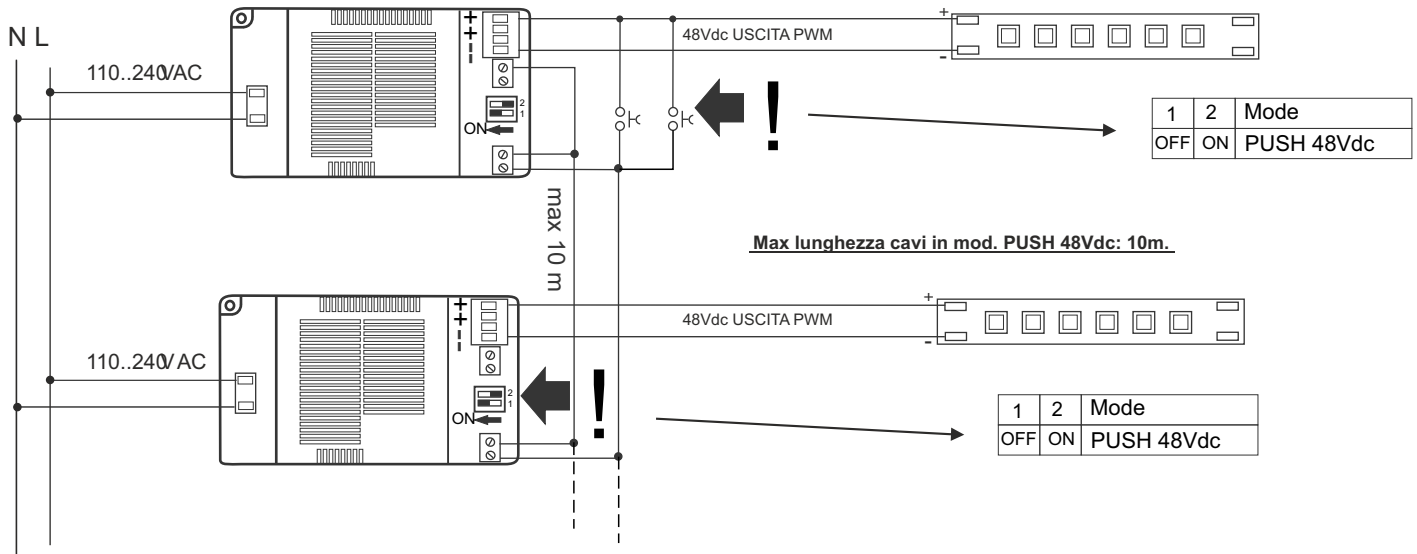 N L
110..240VAC
+
+
-
-
2
1
ON
48Vdc USCITA PWM
+
-
!
1 2 Mode
OFF ON PUSH 48Vdc
max 10 m
Max lunghezza cavi in mod. PUSH 48Vdc: 10m.
110..240VAC
+
+
-
-
2
1
ON
48Vdc USCITA PWM
+
-
!
1 2 Mode
OFF ON PUSH 48Vdc